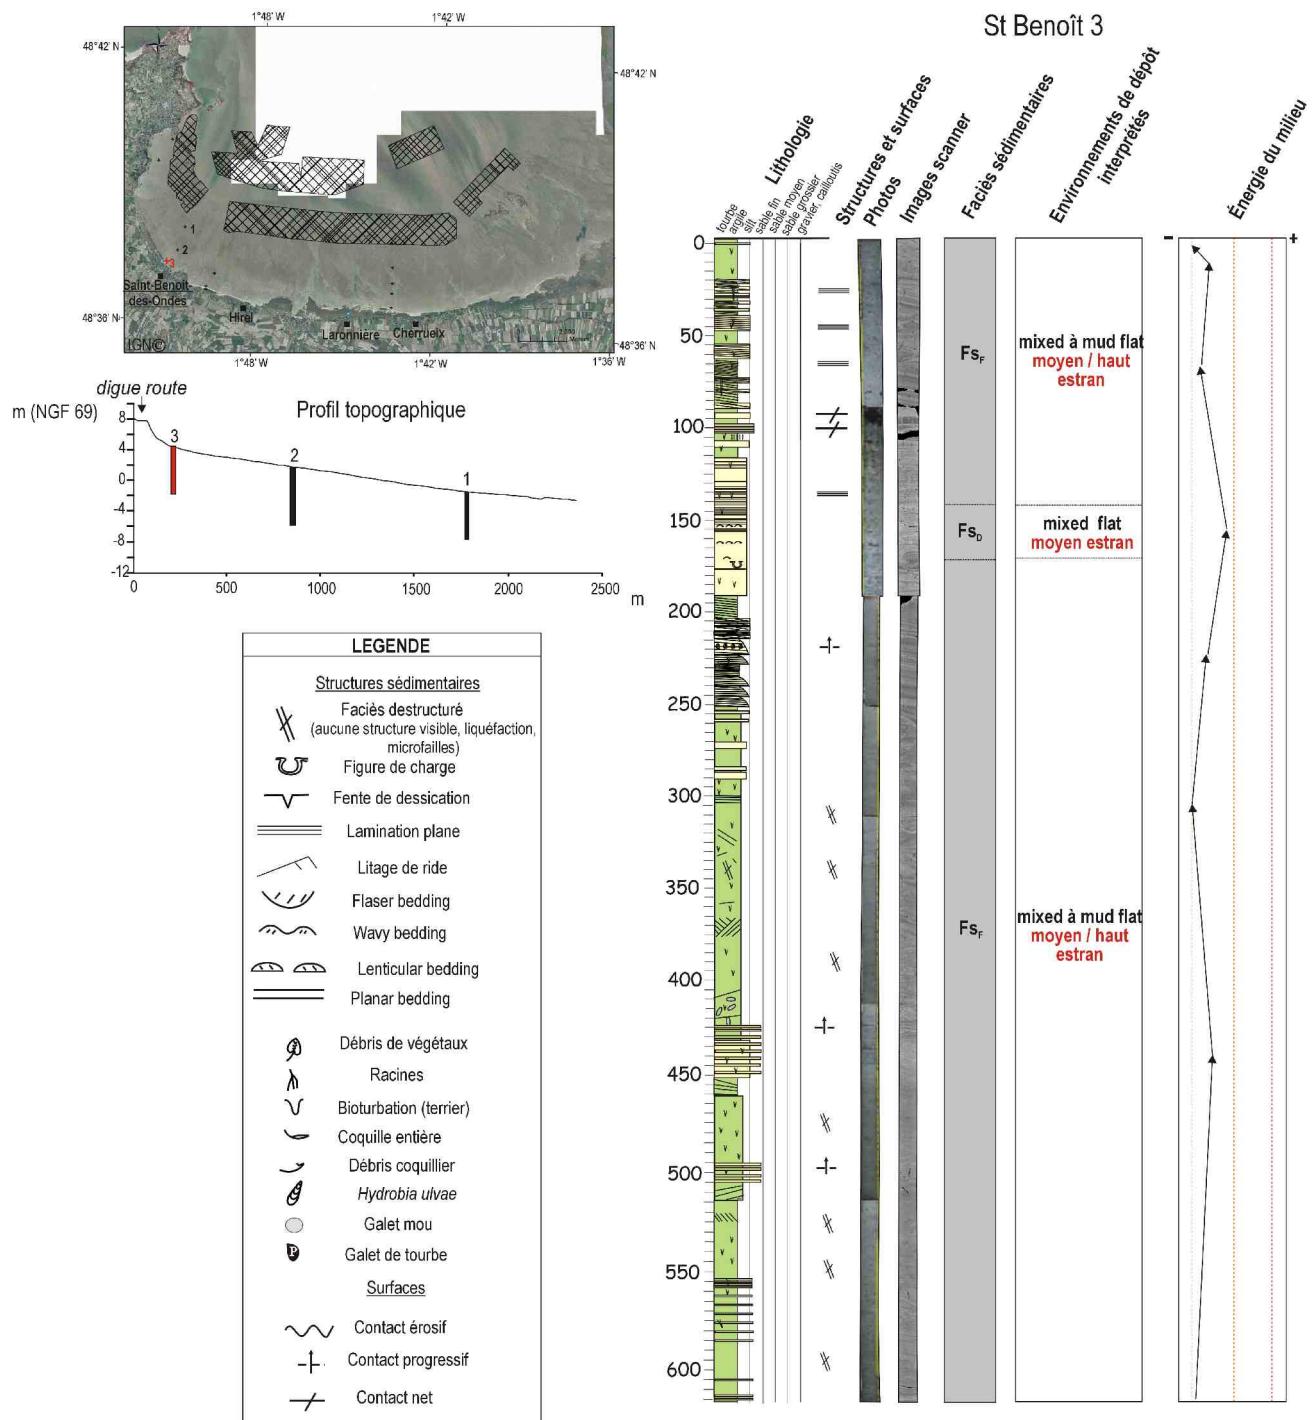 St Benoît 3
1°48' W
1°42' W
48°42' N
48°42' N
1
2
3
Saint-Benoit-
des-Ondes
Hirel
Laronnière
Cherrueix
IGN©
48°36' N
48°36' N
1°48' W
1°42' W
1°36' W
digue route
m (NGF 69)
Profil topographique
8
4
0
-4
-8
-12
3
2
1
0
500
1000
1500
2000
2500
m
LEGENDE
Structures sédimentaires
Faciès destructuré
(aucune structure visible, liquéfaction,
microfailles)
Figure de charge
Fente de dessication
Lamination plane
Litage de ride
Flaser bedding
Wavy bedding
Lenticular bedding
Planar bedding
Débris de végétaux
Racines
Bioturbation (terrier)
Coquille entière
Débris coquillier
Hydrobia ulvae
Galet mou
P
Galet de tourbe
Surfaces
Contact érosif
Contact progressif
Contact net
Lithologie
tourbe
argile
silt
sable fin
sable moyen
sable grossier
gravier, cailloutis
Structures et surfaces
Photos
Images scanner
Faciès sédimentaires
Environnements de dépôt
interprétés
Énergie du milieu
-
+
0
50
100
150
200
250
300
350
400
450
500
550
600
FsF
mixed à mud flat
moyen / haut
estran
FsD
mixed flat
moyen estran
FsF
mixed à mud flat
moyen / haut
estran